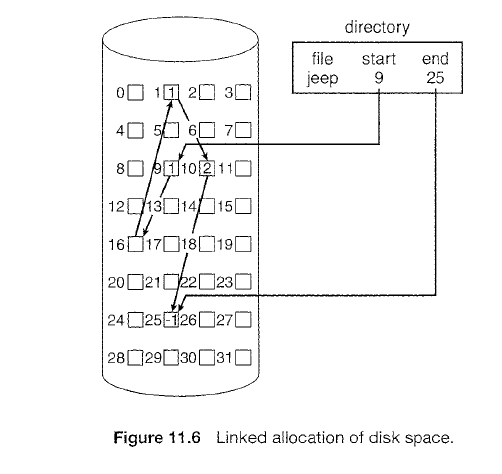 directory
file start end
jeep 9 25
0 1 1 2 3
4 5 6 7
8 9 1 10 2 11
12 13 14 15
16 17 18 19
20 21 22 23
24 25 -1 26 27
28 29 30 31
Figure 11.6 Linked allocation of disk space.